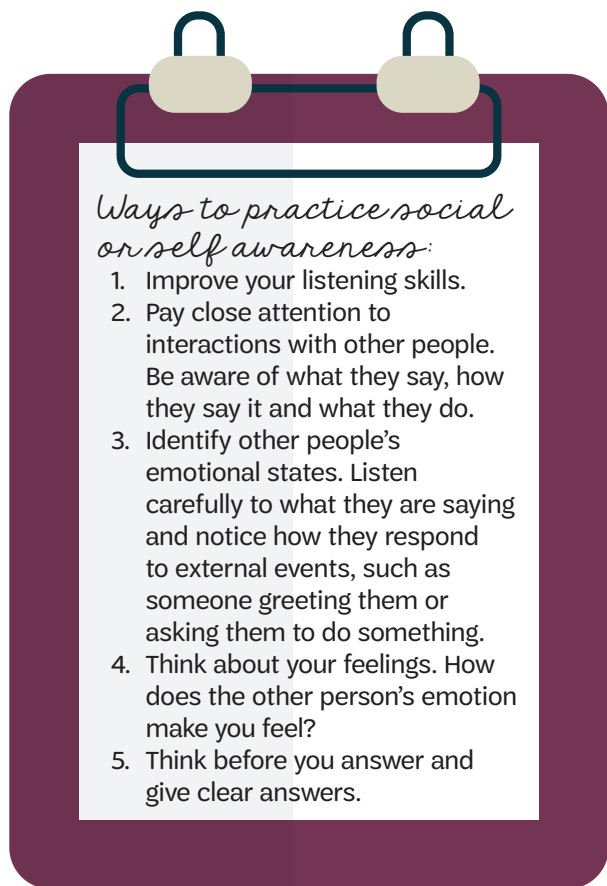 Ways to practice social
or self awareness:
1. Improve your listening skills.
2. Pay close attention to
interactions with other people.
Be aware of what they say, how
they say it and what they do.
3. Identify other people's
emotional states. Listen
carefully to what they are saying
and notice how they respond
to external events, such as
someone greeting them or
asking them to do something.
4. Think about your feelings. How
does the other person's emotion
make you feel?
5. Think before you answer and
give clear answers.